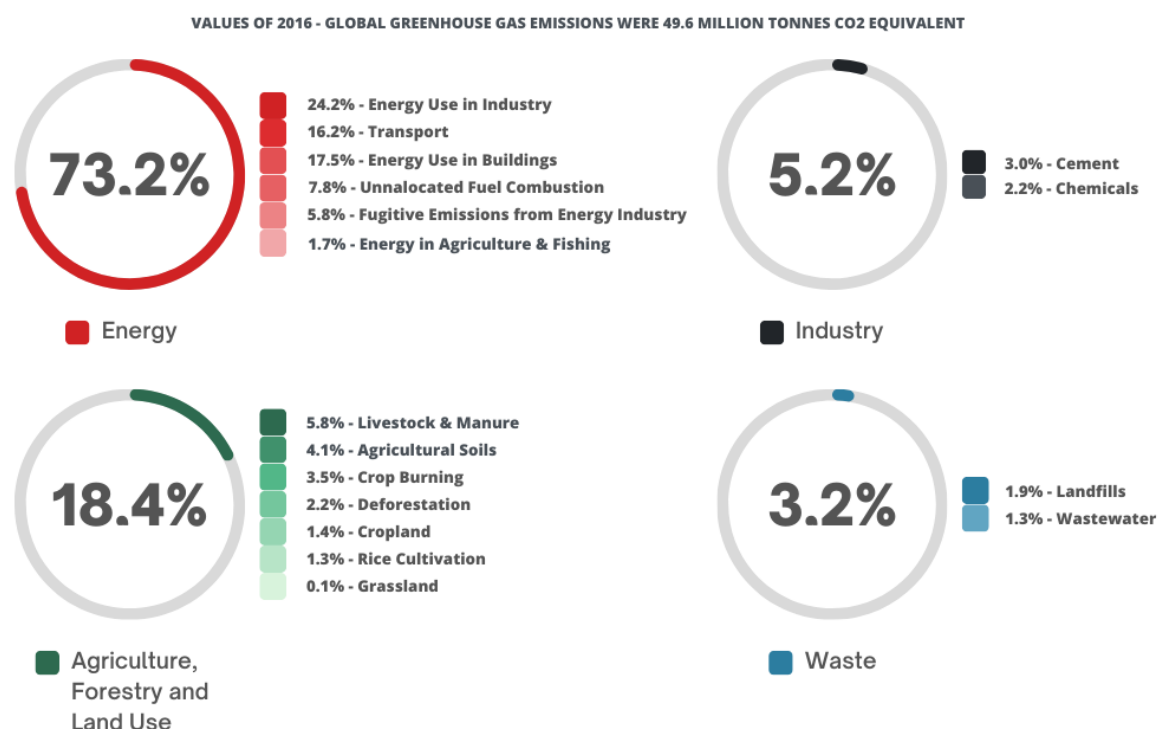 VALUES OF 2016 - GLOBAL GREENHOUSE GAS EMISSIONS WERE 49.6 MILLION TONNES CO2 EQUIVALENT
73.2%
24.2% - Energy Use in Industry
16.2% - Transport
17.5% - Energy Use in Buildings
7.8% - Unnalocated Fuel Combustion
5.8% - Fugitive Emissions from Energy Industry
1.7% - Energy in Agriculture & Fishing
Energy
5.2%
3.0% - Cement
2.2% - Chemicals
Industry
18.4%
5.8% - Livestock & Manure
4.1% - Agricultural Soils
3.5% - Crop Burning
2.2% - Deforestation
1.4% - Cropland
1.3% - Rice Cultivation
0.1% - Grassland
Agriculture,
Forestry and
Land Use
3.2%
1.9% - Landfills
1.3% - Wastewater
Waste